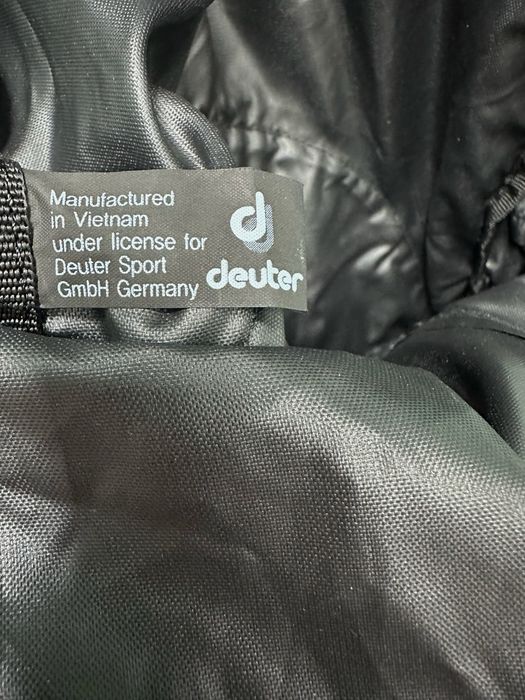 Manufactured
in Vietnam
under license for
Deuter Sport
GmbH Germany
deuter